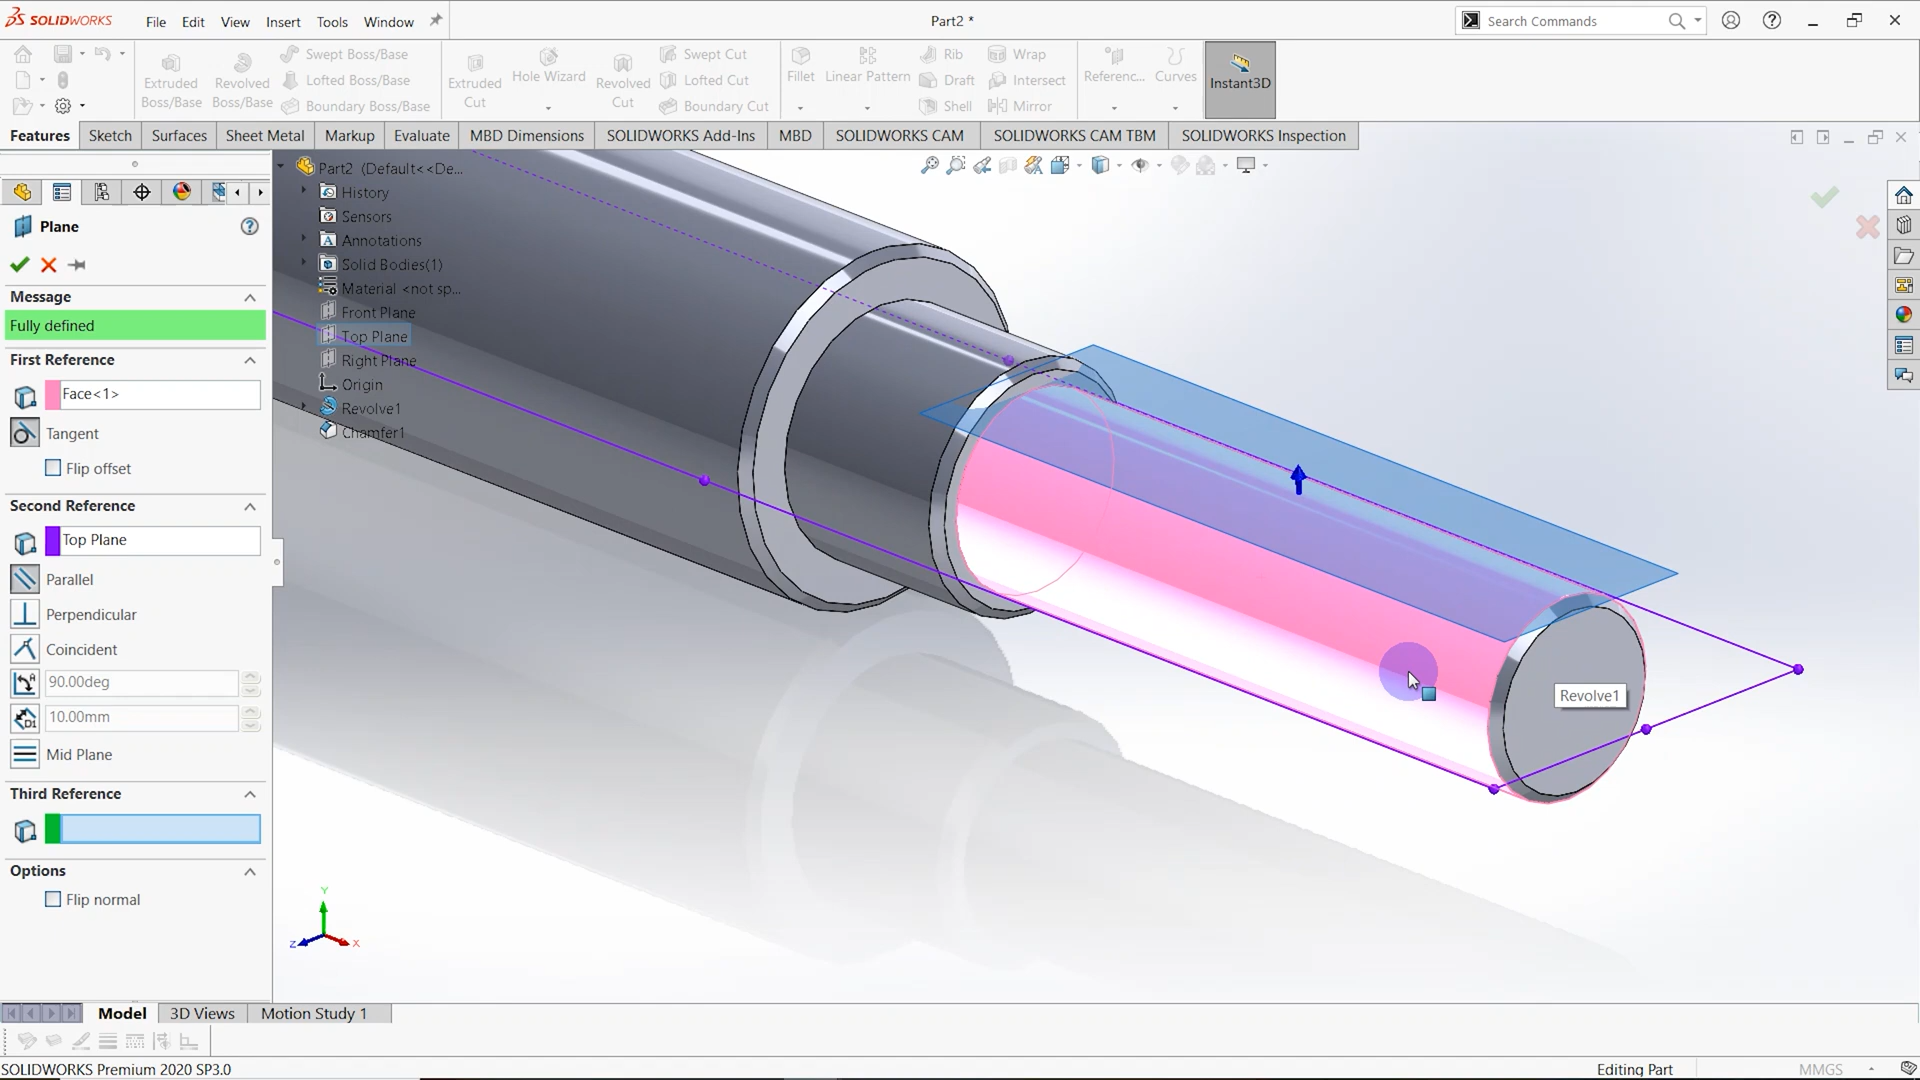 SOLIDWORKS
File Edit View Insert Tools Window
Part2 *
Search Commands
Extruded Boss/Base
Revolved Boss/Base
Swept Boss/Base
Lofted Boss/Base
Boundary Boss/Base
Extruded Cut
Hole Wizard
Revolved Cut
Swept Cut
Lofted Cut
Boundary Cut
Fillet
Linear Pattern
Rib
Draft
Shell
Wrap
Intersect
Mirror
Referenc...
Curves
Instant3D
Features Sketch Surfaces Sheet Metal Markup Evaluate MBD Dimensions SOLIDWORKS Add-Ins MBD SOLIDWORKS CAM SOLIDWORKS CAM TBM SOLIDWORKS Inspection
Plane
Message
Fully defined
First Reference
Face<1>
Tangent
Flip offset
Second Reference
Top Plane
Parallel
Perpendicular
Coincident
90.00deg
10.00mm
Mid Plane
Third Reference
Options
Flip normal
Part2 (Default<<De...
History
Sensors
Annotations
Solid Bodies(1)
Material <not sp...
Front Plane
Top Plane
Right Plane
Origin
Revolve1
Chamfer1
Revolve1
Y
Z
X
Model 3D Views Motion Study 1
SOLIDWORKS Premium 2020 SP3.0
Editing Part
MMGS